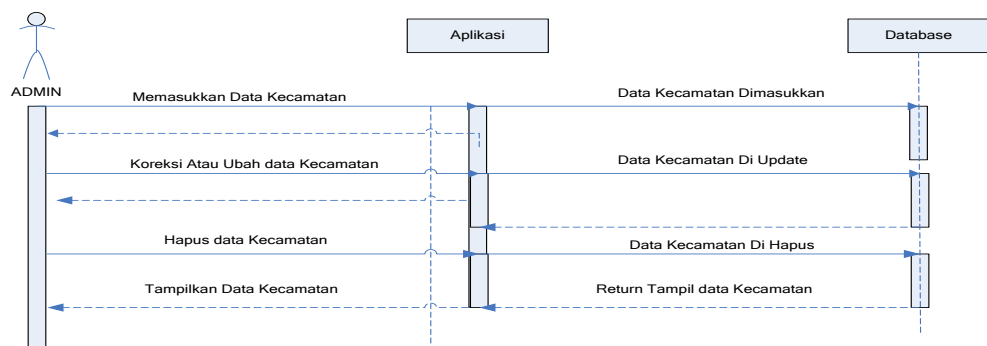 Aplikasi
Database
ADMIN
Memasukkan Data Kecamatan
Data Kecamatan Dimasukkan
Koreksi Atau Ubah data Kecamatan
Data Kecamatan Di Update
Hapus data Kecamatan
Data Kecamatan Di Hapus
Tampilkan Data Kecamatan
Return Tampil data Kecamatan